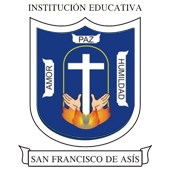 INSTITUCIÓN EDUCATIVA
PAZ
AMOR
HUMILDAD
SAN FRANCISCO DE ASÍS